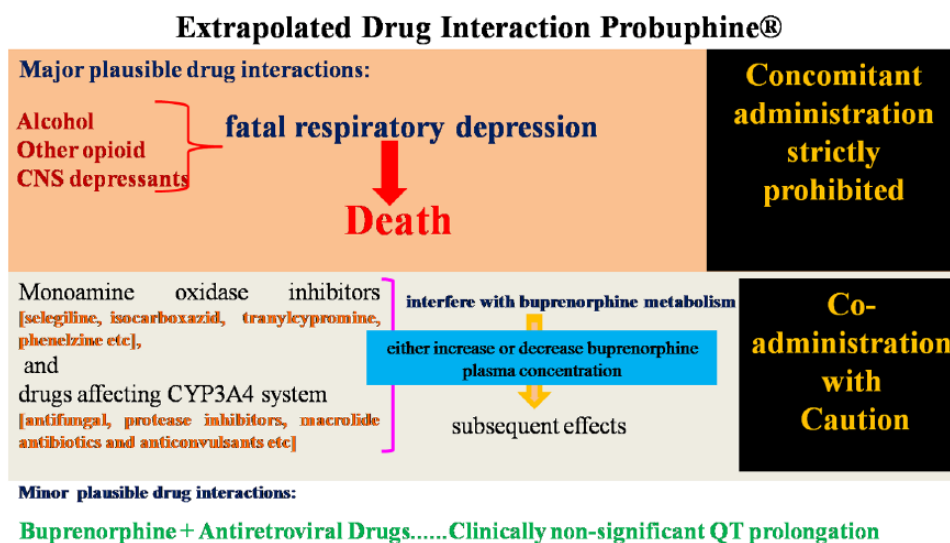 Extrapolated Drug Interaction Probuphine®
Major plausible drug interactions:
Alcohol
Other opioid
CNS depressants
fatal respiratory depression
Death
Concomitant
administration
strictly
prohibited
Monoamine oxidase inhibitors
[selegiline, isocarboxazid, tranylcypromine,
phenelzine etc],
and
drugs affecting CYP3A4 system
[antifungal, protease inhibitors, macrolide
antibiotics and anticonvulsants etc]
interfere with buprenorphine metabolism
either increase or decrease buprenorphine
plasma concentration
subsequent effects
Co-
administration
with
Caution
Minor plausible drug interactions:
Buprenorphine + Antiretroviral Drugs......Clinically non-significant QT prolongation